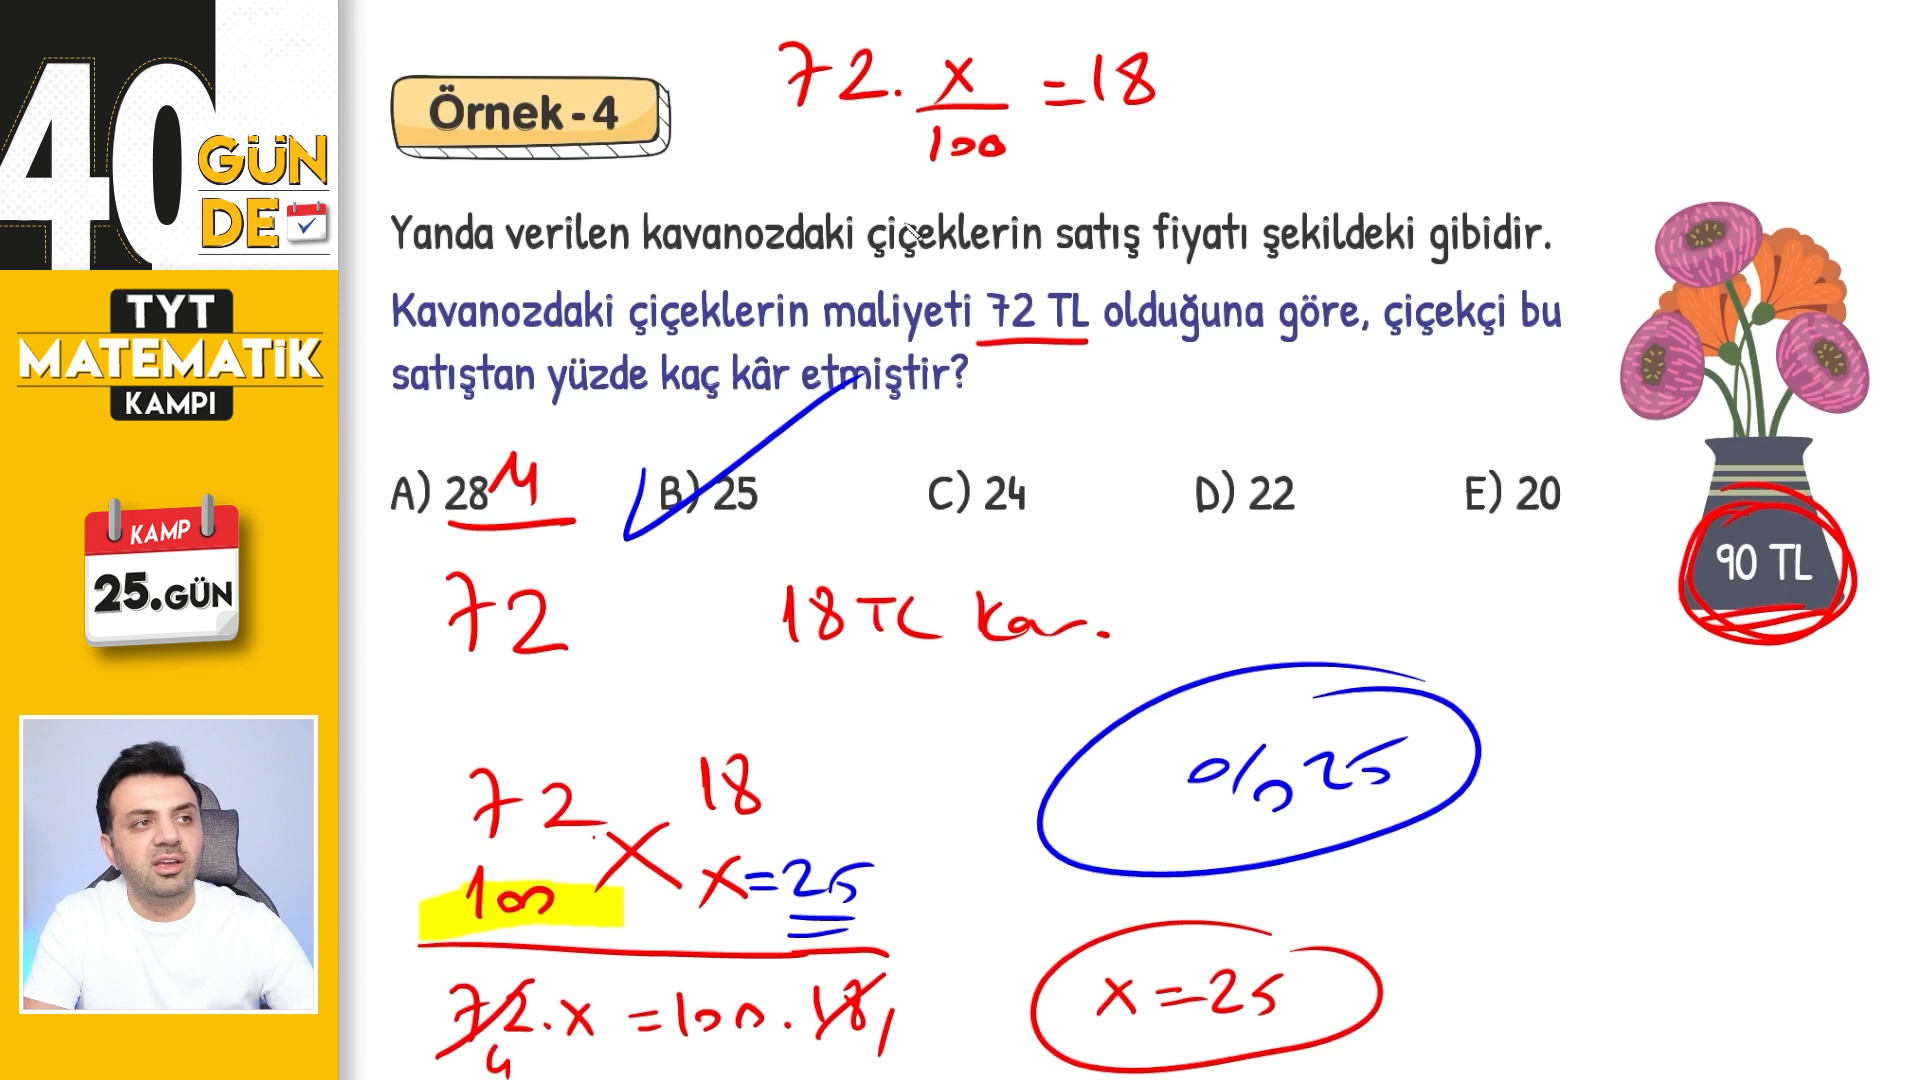 40
GÜN
DE
TYT
MATEMATİK
KAMPI
KAMP
25.GÜN
72. x/100 =18
Örnek - 4
Yanda verilen kavanozdaki çiçeklerin satış fiyatı şekildeki gibidir.
Kavanozdaki çiçeklerin maliyeti 72 TL olduğuna göre, çiçekçi bu
satıştan yüzde kaç kâr etmiştir?
A) 28 B) 25 C) 24 D) 22 E) 20
M
90 TL
72 18 TL Kar.
72 18
100 x=25
72.x =100.18
4
%25
x=25